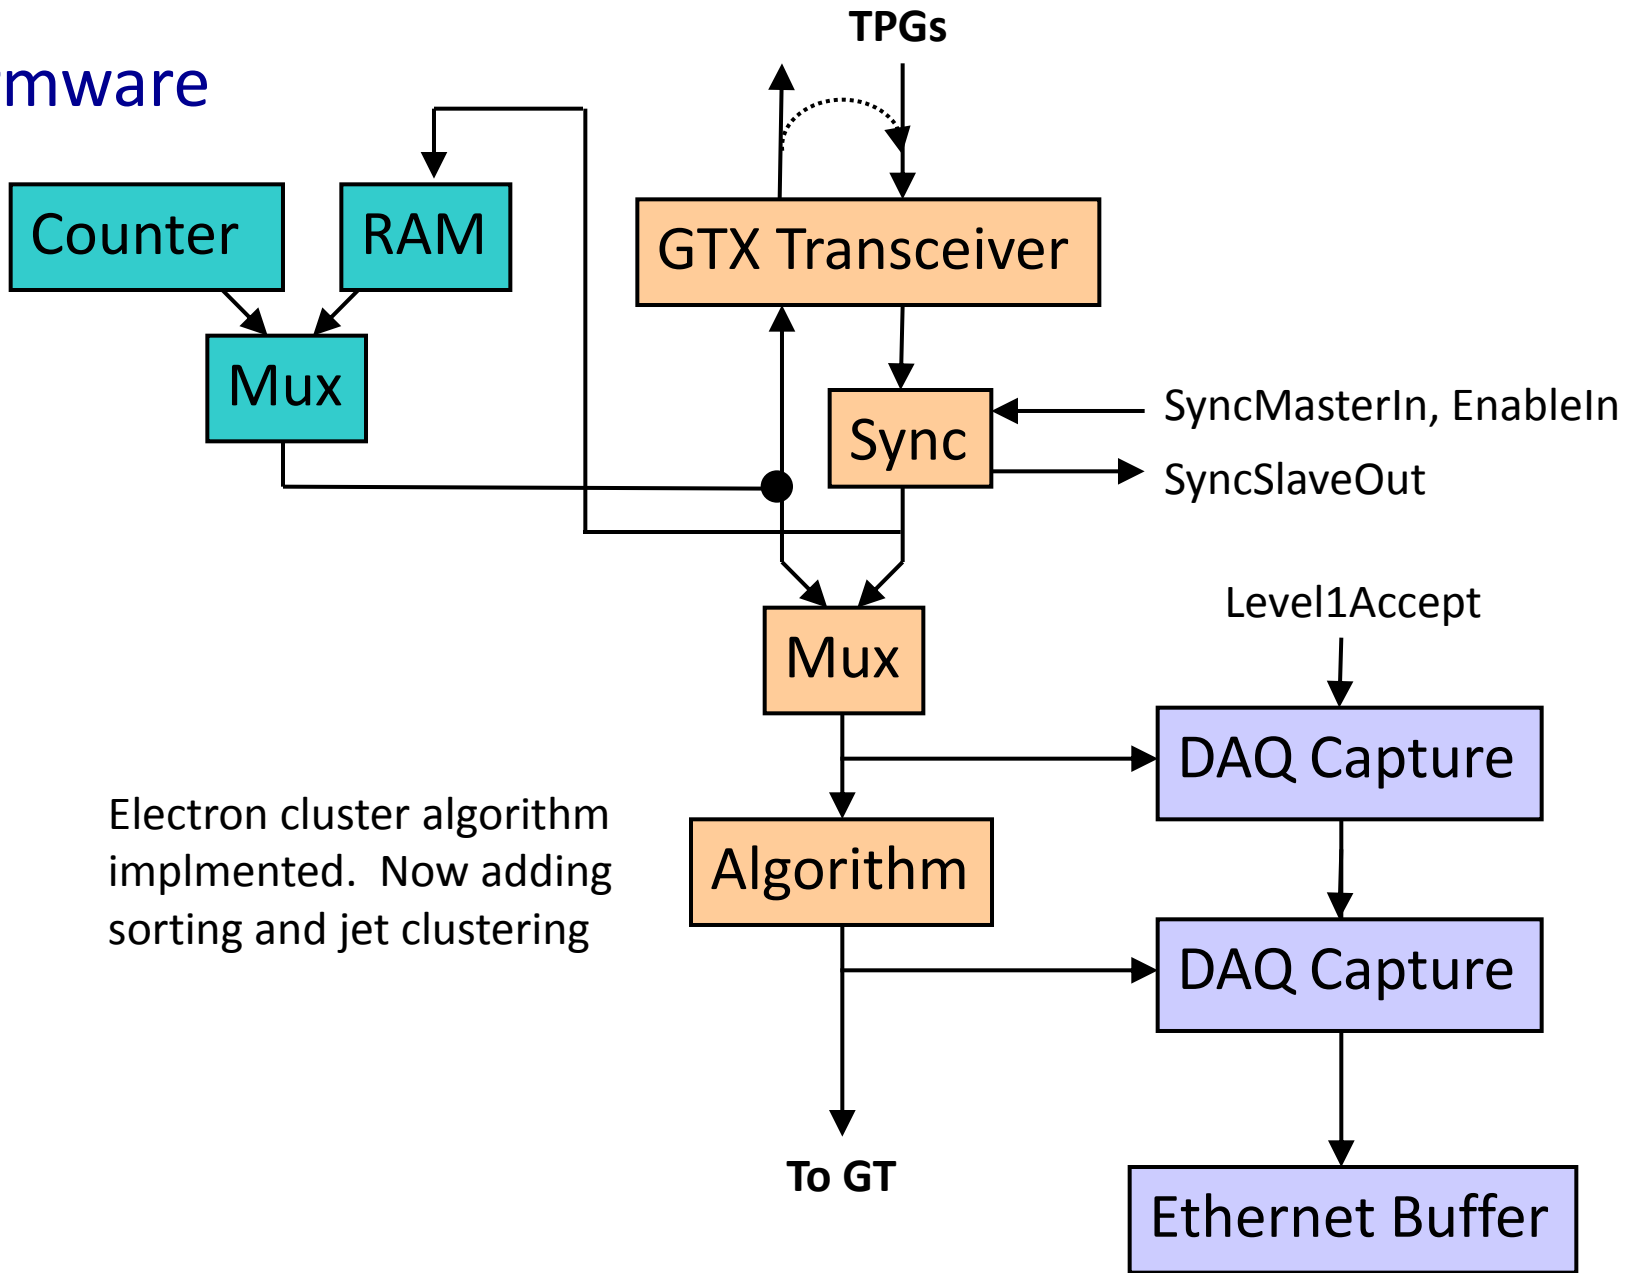 TPGs
rmware
Counter
RAM
GTX Transceiver
Mux
Sync
SyncMasterIn, EnableIn
SyncSlaveOut
Level1Accept
Mux
DAQ Capture
Electron cluster algorithm
implmented.  Now adding
sorting and jet clustering
Algorithm
DAQ Capture
To GT
Ethernet Buffer